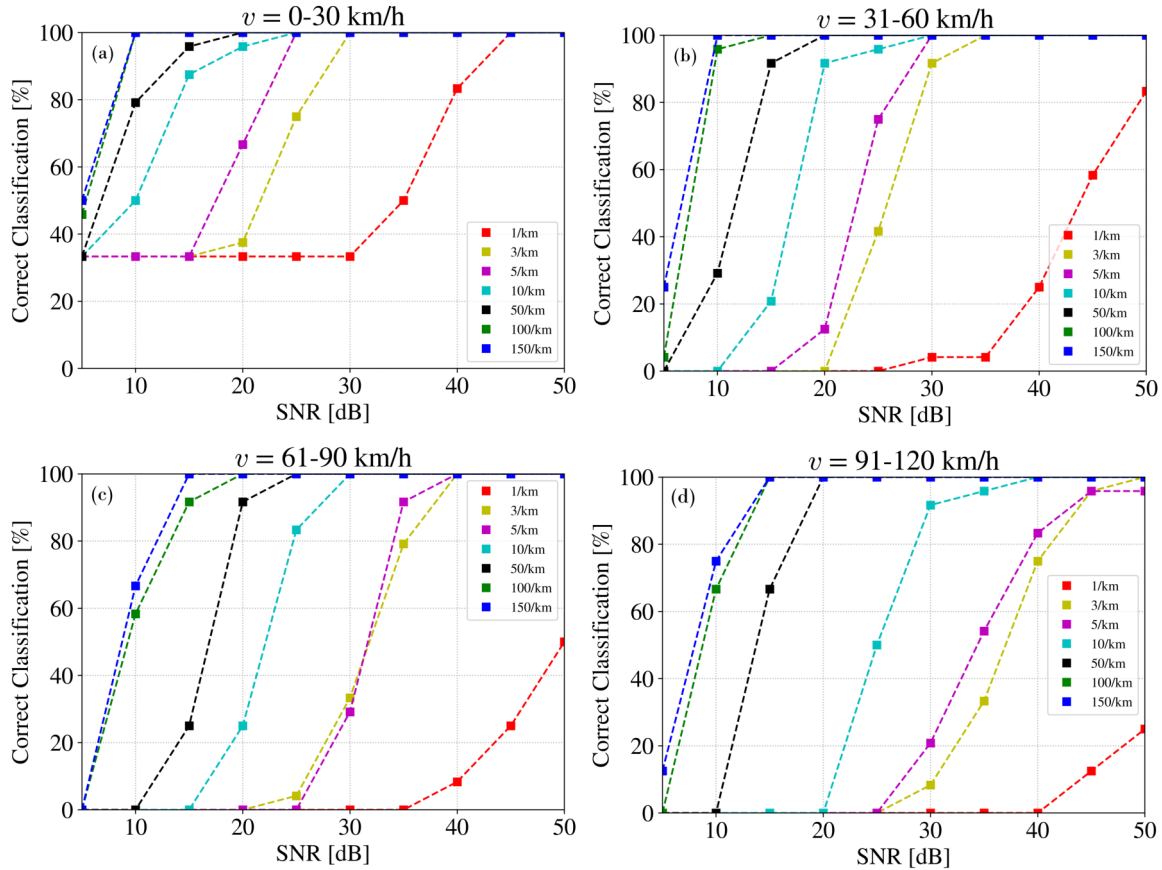 v = 0-30 km/h
(a)
Correct Classification [%]
100
80
60
40
20
0
10
20
30
40
50
SNR [dB]
1/km
3/km
5/km
10/km
50/km
100/km
150/km
v = 31-60 km/h
(b)
Correct Classification [%]
100
80
60
40
20
0
10
20
30
40
50
SNR [dB]
1/km
3/km
5/km
10/km
50/km
100/km
150/km
v = 61-90 km/h
(c)
Correct Classification [%]
100
80
60
40
20
0
10
20
30
40
50
SNR [dB]
1/km
3/km
5/km
10/km
50/km
100/km
150/km
v = 91-120 km/h
(d)
Correct Classification [%]
100
80
60
40
20
0
10
20
30
40
50
SNR [dB]
1/km
3/km
5/km
10/km
50/km
100/km
150/km